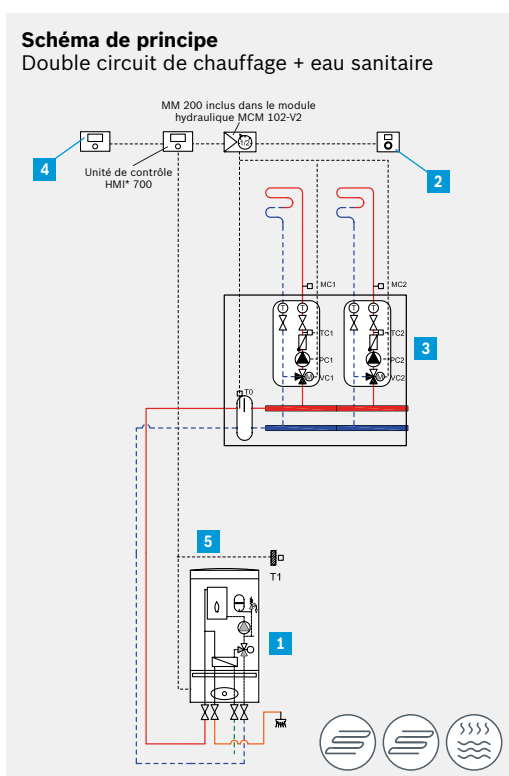 Schéma de principe
Double circuit de chauffage + eau sanitaire
MM 200 inclus dans le module
hydraulique MCM 102-V2
1/2
4
Unité de contrôle
HMI* 700
2
MC1
MC2
T
T
T
T
TC1
TC2
3
PC1
PC2
M
VC1
M
VC2
T0
5
T1
1